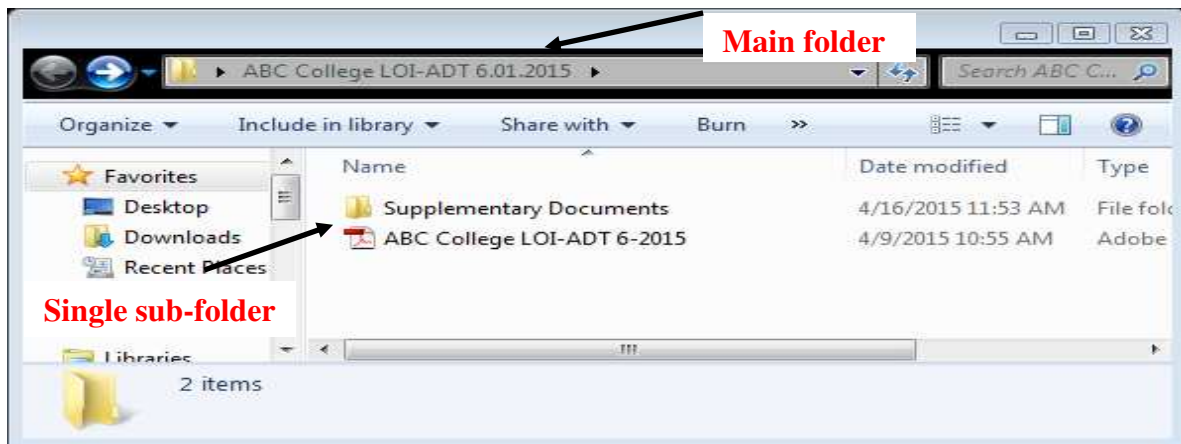 Main folder
ABC College LOI-ADT 6.01.2015
Search ABC C...
Organize
Include in library
Share with
Burn
»
Favorites
Desktop
Downloads
Recent Places
Name
Date modified
Type
Supplementary Documents
4/16/2015 11:53 AM
File fold
ABC College LOI-ADT 6-2015
4/9/2015 10:55 AM
Adobe
Single sub-folder
Libraries
2 items